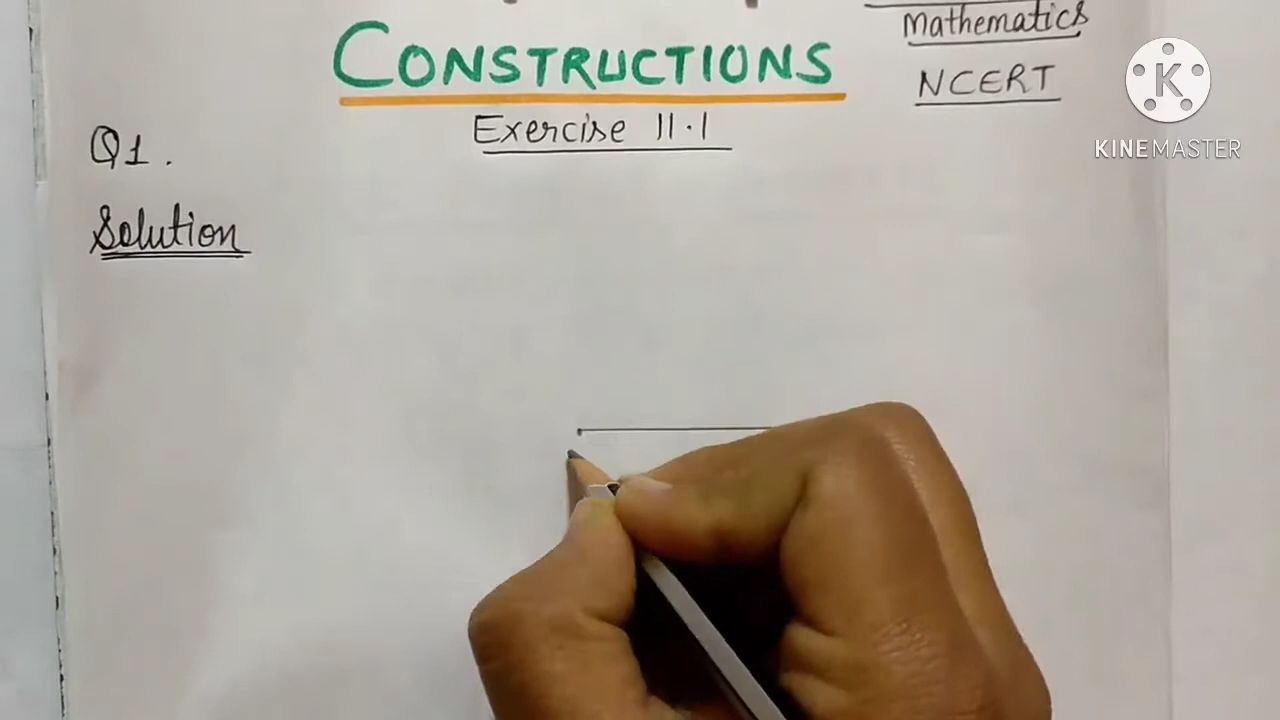 Mathematics
CONSTRUCTIONS
NCERT
Exercise 11.1
Q1.
Solution
K
KINEMASTER